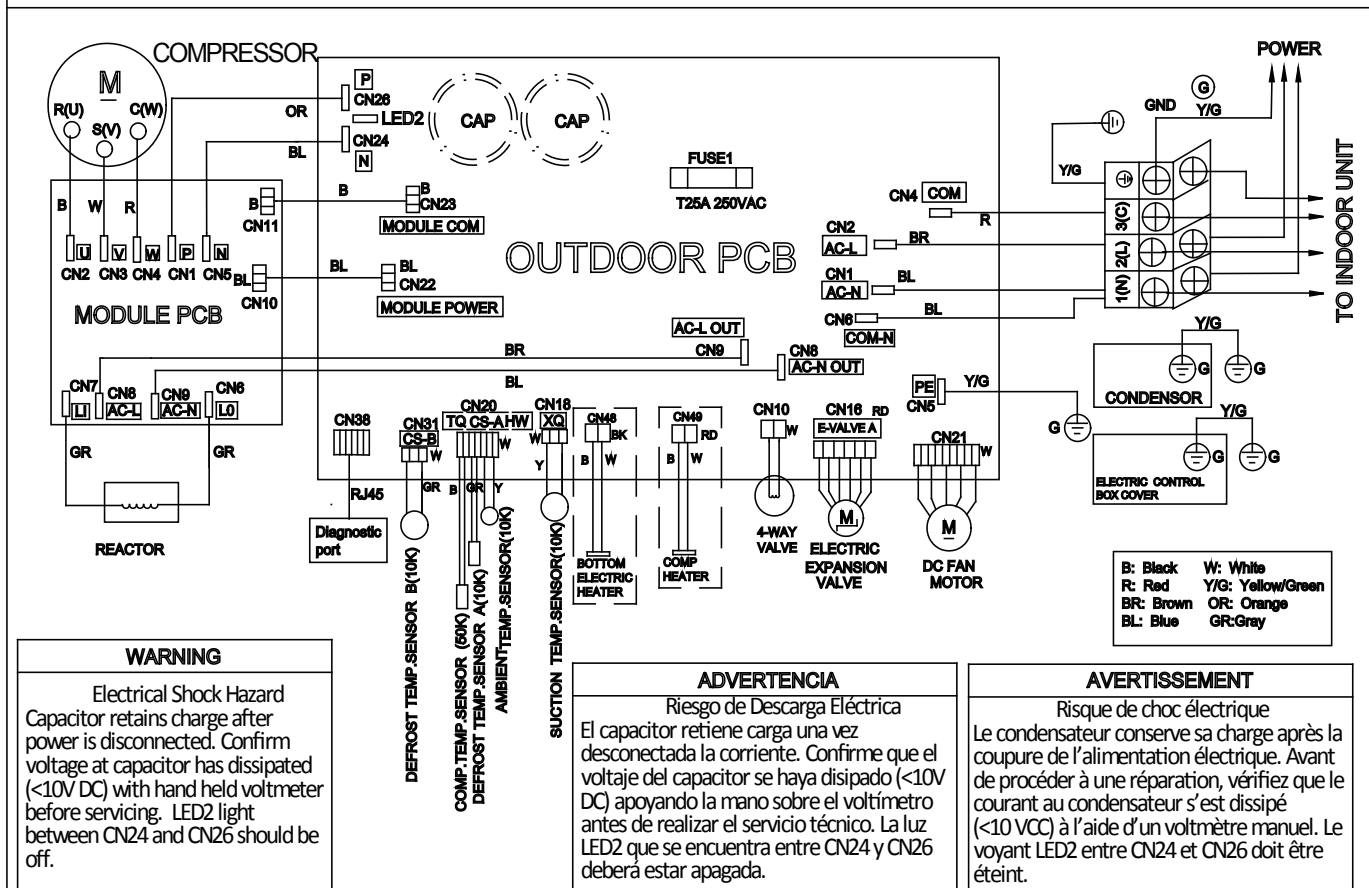 COMPRESSOR
M
R(U)
C(W)
S(V)
OR
BL
P
CN26
LED2
CN24
N
CAP
CAP
FUSE1
T25A 250VAC
B
W
R
U
V
W
P
N
CN2
CN3
CN4
CN1
CN5
B
CN11
B
B
CN23
MODULE COM
BL
CN10
BL
BL
CN22
MODULE POWER
MODULE PCB
OUTDOOR PCB
CN4
COM
R
CN2
AC-L
BR
CN1
AC-N
BL
CN6
COM-N
BL
AC-L OUT
CN9
BR
CN8
AC-N OUT
BL
CN7
LI
CN8
AC-L
CN9
AC-N
CN6
L0
GR
GR
REACTOR
POWER
G
GND
Y/G
Y/G
3(C)
2(L)
1(N)
TO INDOOR UNIT
Y/G
G
CONDENSOR
Y/G
G
ELECTRIC CONTROL
BOX COVER
PE
CN5
Y/G
G
CN38
RJ45
Diagnostic
port
CN31
CS-B
W
GR
DEFROST TEMP.SENSOR B(10K)
CN20
TQ CS-A HW
W
B
GR
Y
COMP.TEMP.SENSOR (50K)
DEFROST TEMP.SENSOR A(10K)
AMBIENT TEMP.SENSOR(10K)
CN18
XQ
W
Y
SUCTION TEMP.SENSOR(10K)
CN48
BK
B
W
BOTTOM
ELECTRIC
HEATER
CN49
RD
B
W
COMP
HEATER
CN10
W
4-WAY
VALVE
CN16
RD
E-VALVE A
M
ELECTRIC
EXPANSION
VALVE
CN21
W
M
DC FAN
MOTOR
B: Black W: White
R: Red Y/G: Yellow/Green
BR: Brown OR: Orange
BL: Blue GR:Gray
WARNING
Electrical Shock Hazard
Capacitor retains charge after
power is disconnected. Confirm
voltage at capacitor has dissipated
(<10V DC) with hand held voltmeter
before servicing. LED2 light
between CN24 and CN26 should be
off.
ADVERTENCIA
Riesgo de Descarga Eléctrica
El capacitor retiene carga una vez
desconectada la corriente. Confirme que el
voltaje del capacitor se haya disipado (<10V
DC) apoyando la mano sobre el voltímetro
antes de realizar el servicio técnico. La luz
LED2 que se encuentra entre CN24 y CN26
deberá estar apagada.
AVERTISSEMENT
Risque de choc électrique
Le condensateur conserve sa charge après la
coupure de l’alimentation électrique. Avant
de procéder à une réparation, vérifiez que le
courant au condensateur s’est dissipé
(<10 VCC) à l’aide d’un voltmètre manuel. Le
voyant LED2 entre CN24 et CN26 doit être
éteint.